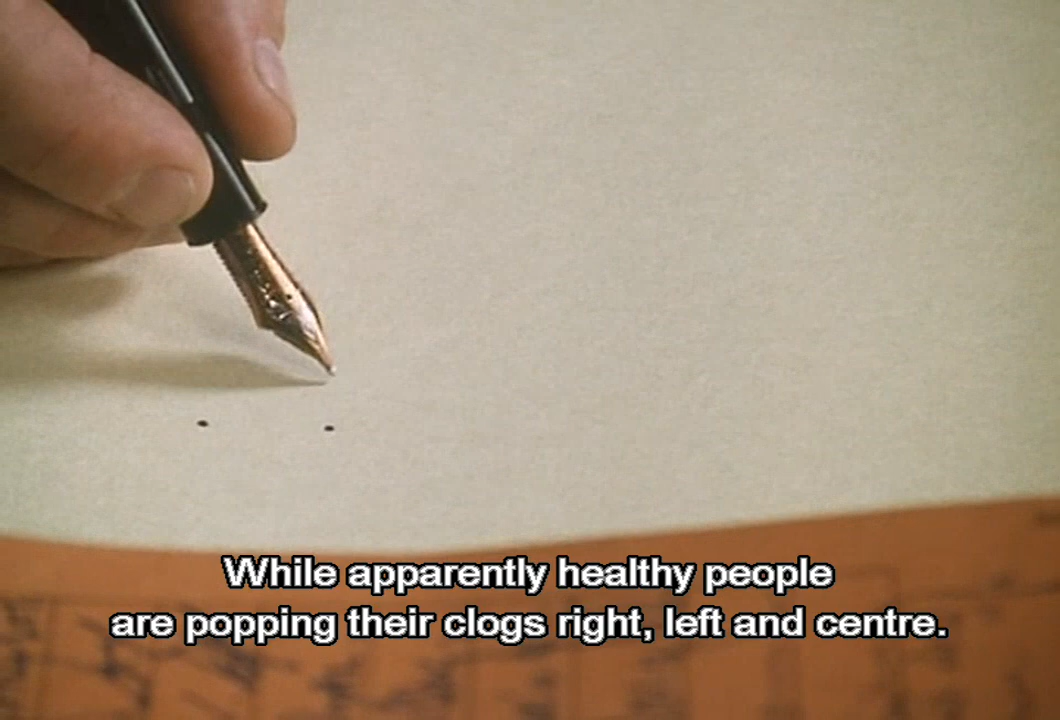 While apparently healthy people
are popping their clogs right, left and centre.